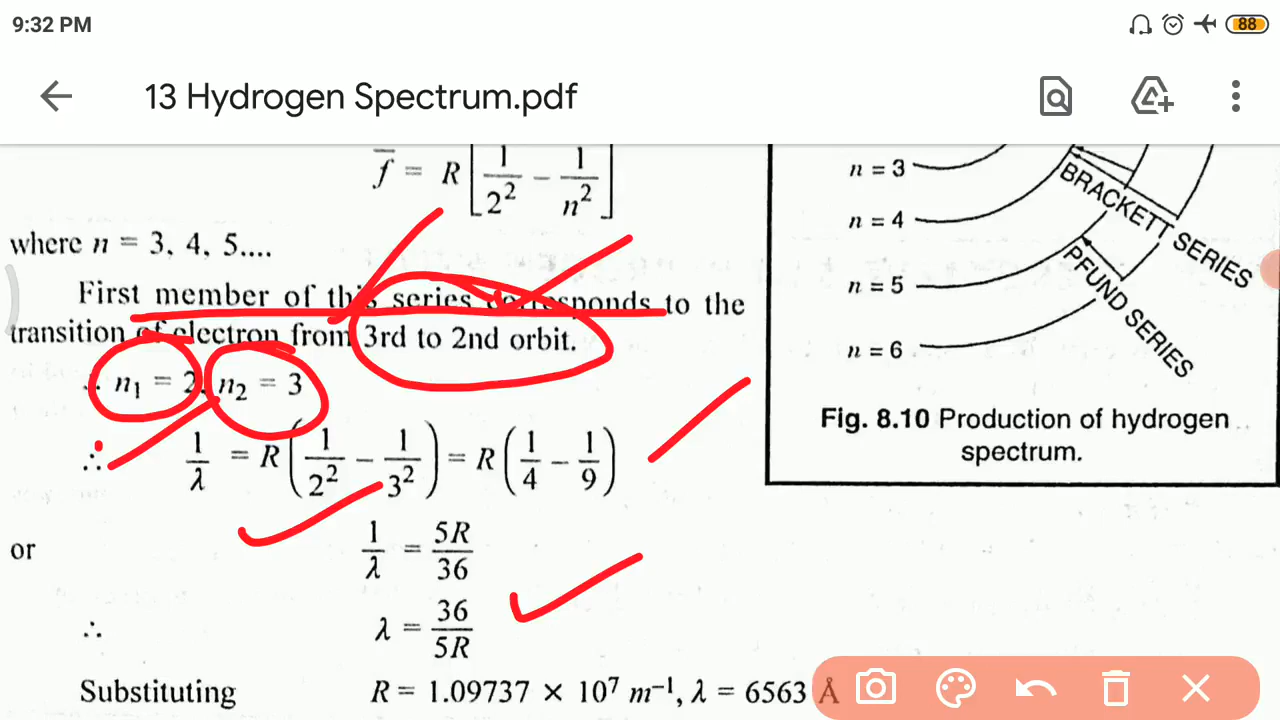 9:32 PM
88
13 Hydrogen Spectrum.pdf
f̄ = R [1/2² − 1/n²]
where n = 3, 4, 5....
First member of this series corresponds to the
transition of electron from 3rd to 2nd orbit.
∴ n₁ = 2, n₂ = 3
∴ 1/λ = R (1/2² − 1/3²) = R (1/4 − 1/9)
or 1/λ = 5R/36
∴ λ = 36/5R
Substituting R = 1.09737 × 10⁷ m⁻¹, λ = 6563 Å
n = 3
BRACKETT SERIES
n = 4
PFUND SERIES
n = 5
n = 6
Fig. 8.10 Production of hydrogen
spectrum.